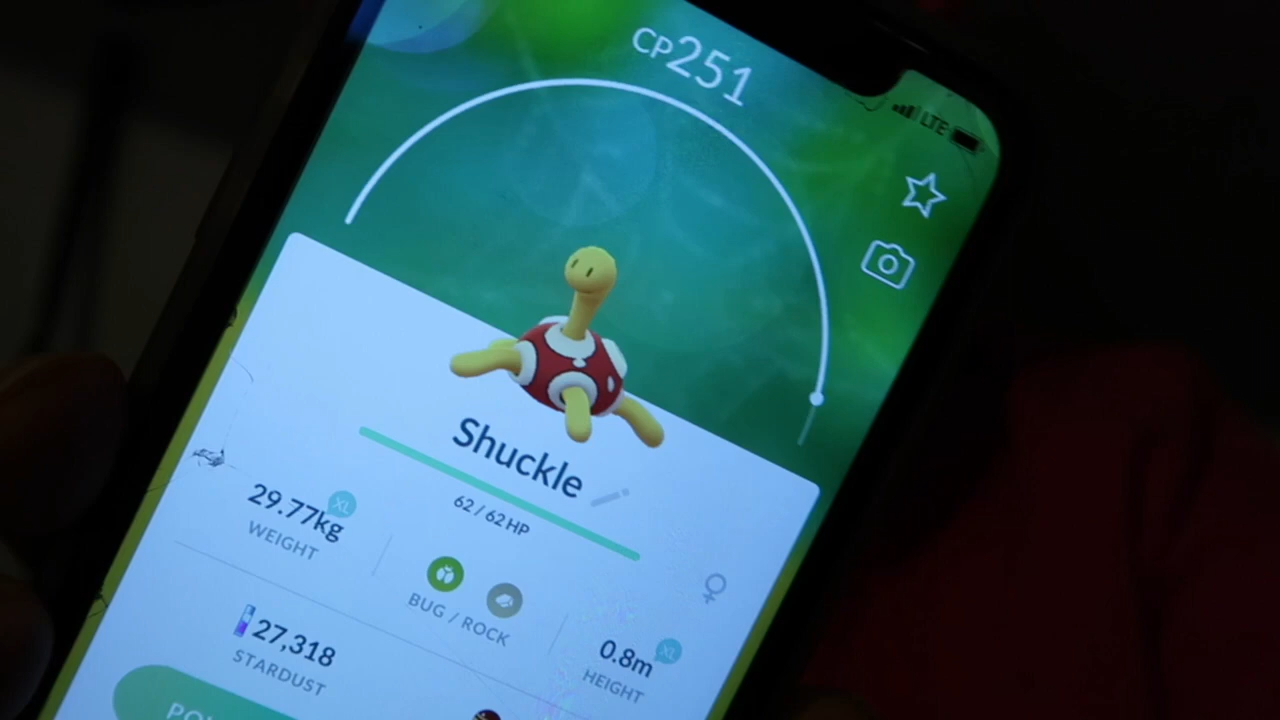 LTE
CP251
Shuckle
62 / 62 HP
29.77kg
XL
WEIGHT
BUG / ROCK
0.8m
XL
HEIGHT
27,318
STARDUST